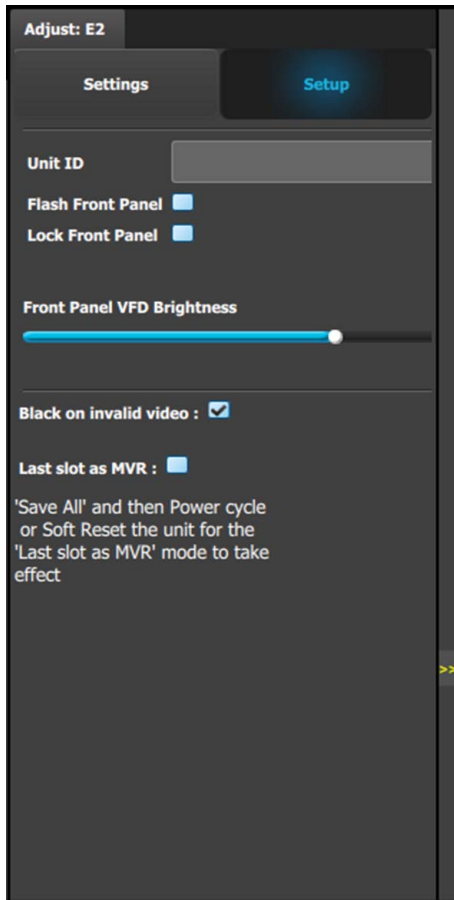 Adjust: E2
Settings
Setup
Unit ID
Flash Front Panel
Lock Front Panel
Front Panel VFD Brightness
Black on invalid video :
Last slot as MVR :
'Save All' and then Power cycle
or Soft Reset the unit for the
'Last slot as MVR' mode to take
effect
>>